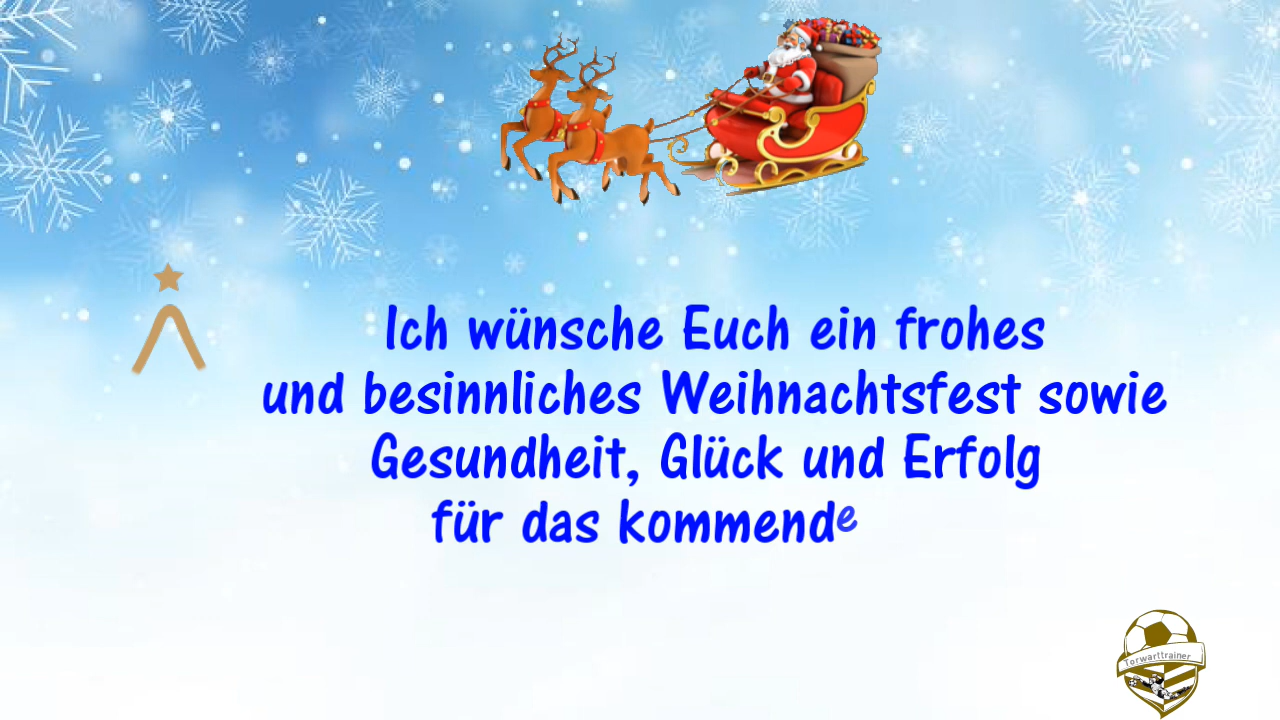 Ich wünsche Euch ein frohes
und besinnliches Weihnachtsfest sowie
Gesundheit, Glück und Erfolg
für das kommende
Torwarttrainer